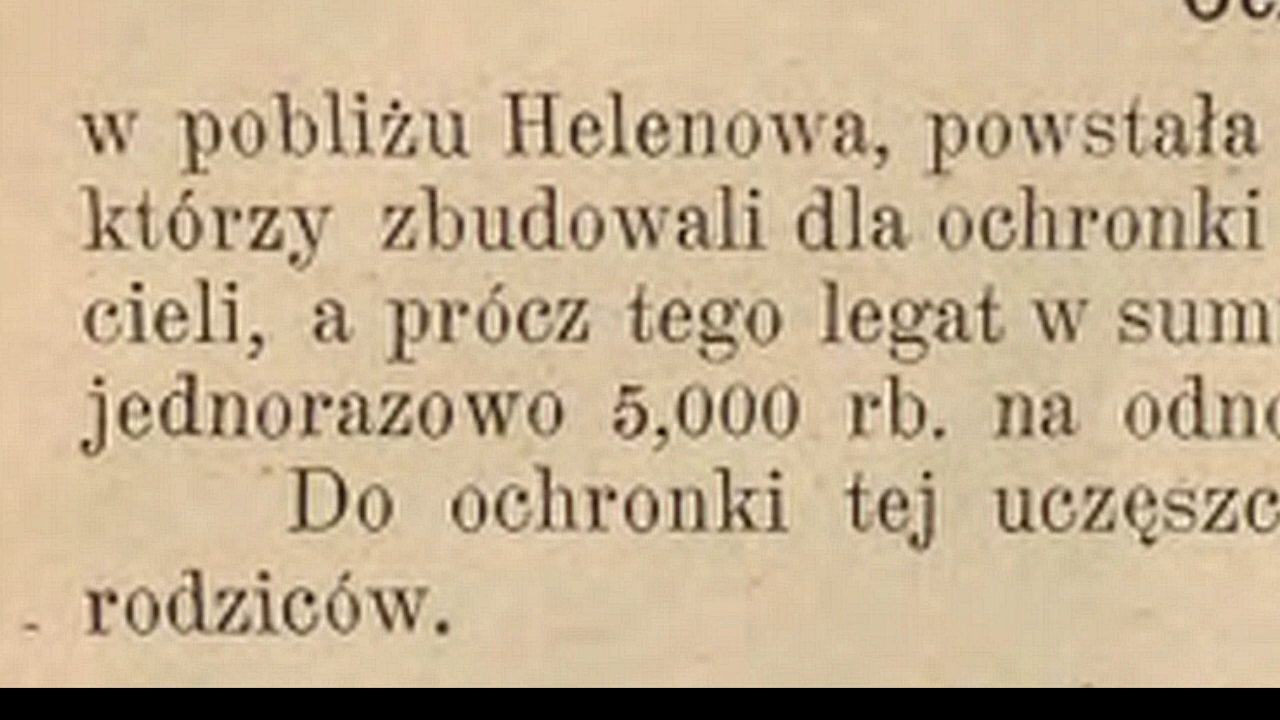 w pobliżu Helenowa, powstała
którzy zbudowali dla ochronki
cieli, a prócz tego legat w sum
jednorazowo 5,000 rb. na odno
Do ochronki tej uczęszc
rodziców.